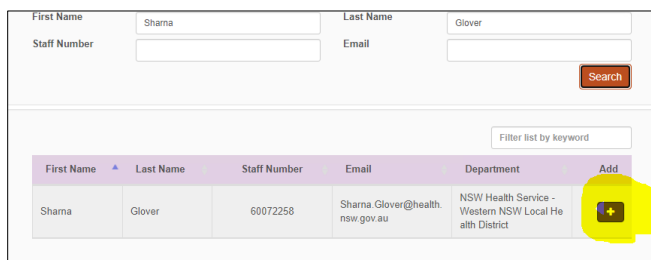 First Name Sharna Last Name Glover
Staff Number Email
Search
Filter list by keyword
First Name Last Name Staff Number Email Department Add
Sharna Glover 60072258 Sharna.Glover@health. NSW Health Service -
nsw.gov.au Western NSW Local He
alth District